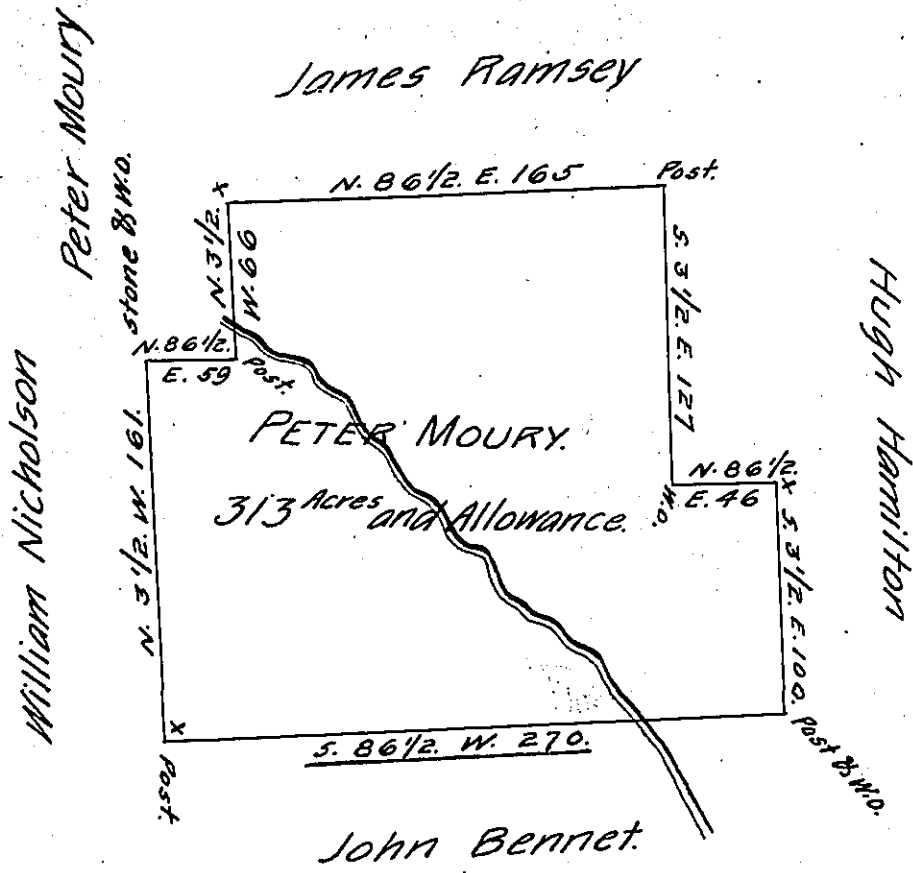 James Ramsey
Peter Moury
stone & W.O.
N. 3 1/2. W. 66
x
N. 86 1/2. E. 165
Post.
S. 3 1/2. E. 127
Hugh Hamilton
N. 86 1/2. E. 59
Post.
William Nicholson
N. 3 1/2. W. 161.
PETER MOURY.
313 Acres and Allowance.
W.O.
N. 86 1/2. E. 46
x
S. 3 1/2. E. 100.
Post & W.O.
x
Post.
S. 86 1/2. W. 270.
John Bennet.